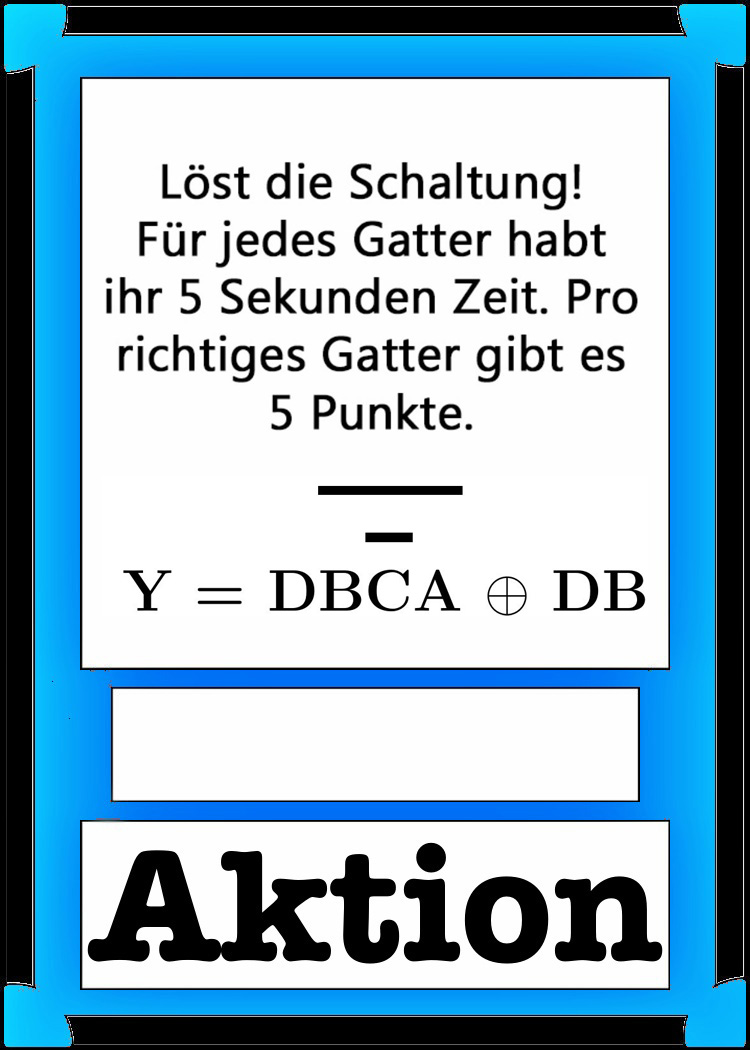 Löst die Schaltung!
Für jedes Gatter habt
ihr 5 Sekunden Zeit. Pro
richtiges Gatter gibt es
5 Punkte.
Y = DB̅C̅̅A̅ ⊕ DB
Aktion